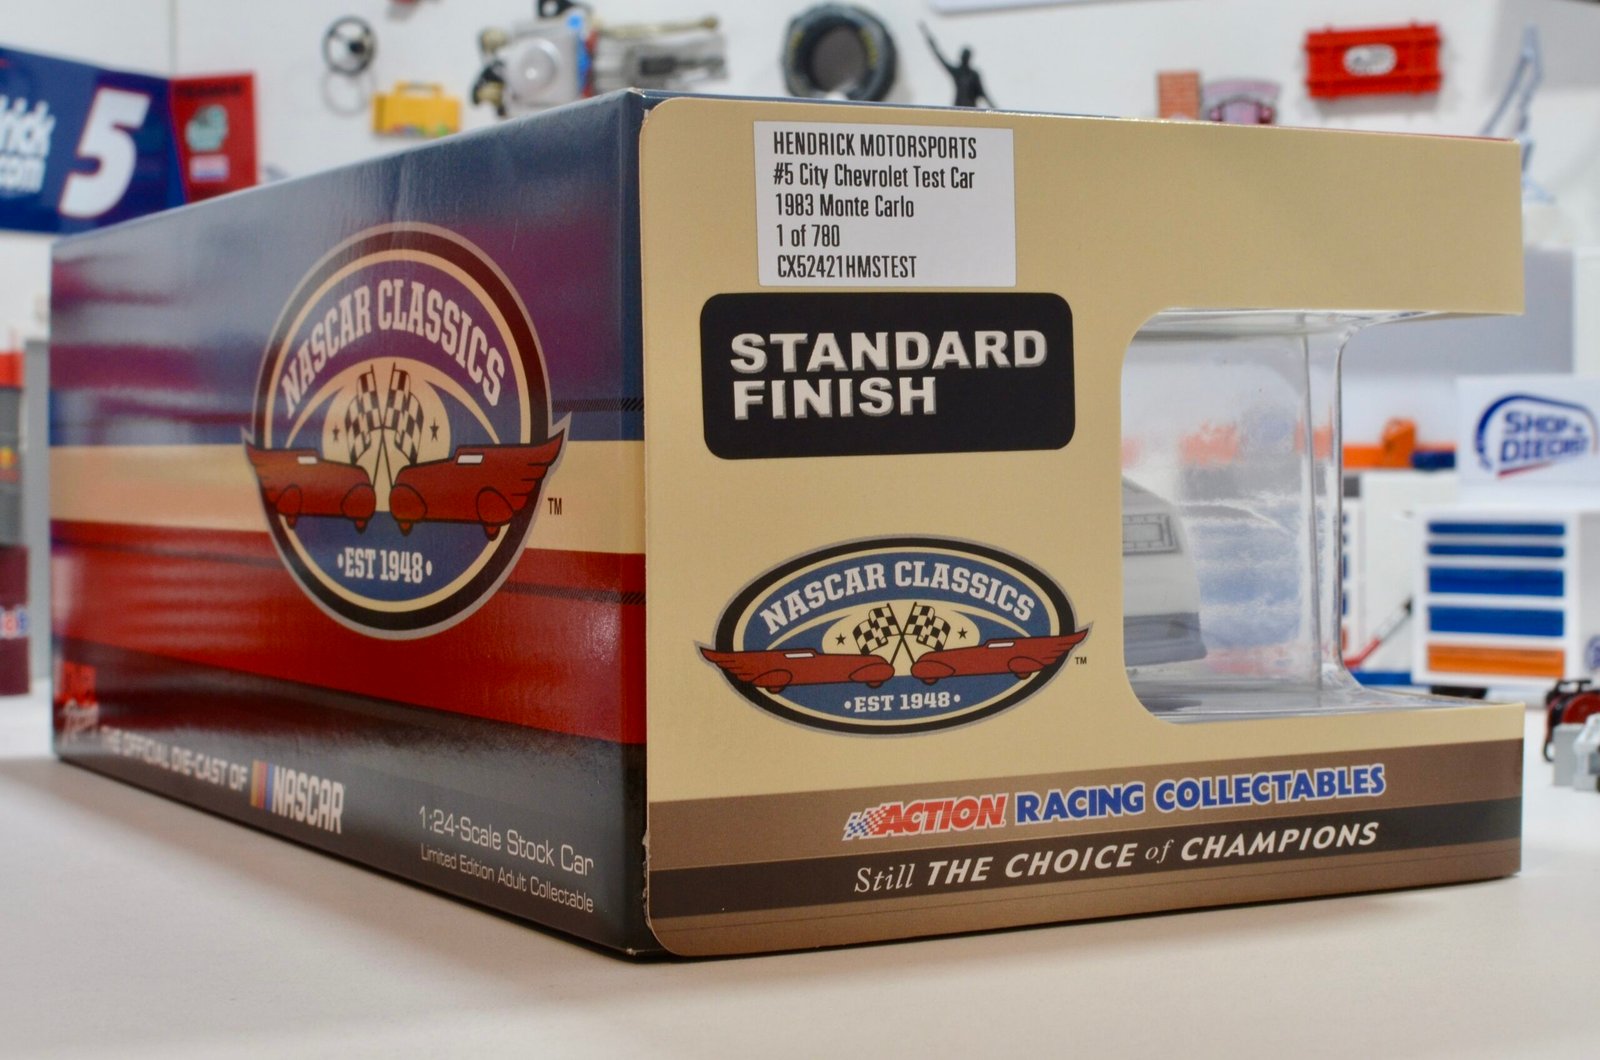 5
HENDRICK MOTORSPORTS
#5 City Chevrolet Test Car
1983 Monte Carlo
1 of 780
CX52421HMSTEST
STANDARD
FINISH
NASCAR CLASSICS
•EST 1948•
TM
NASCAR CLASSICS
•EST 1948•
TM
THE OFFICIAL DIE-CAST OF NASCAR
1:24-Scale Stock Car
Limited Edition Adult Collectable
ACTION RACING COLLECTABLES
Still THE CHOICE of CHAMPIONS
SHOP
DIECAST